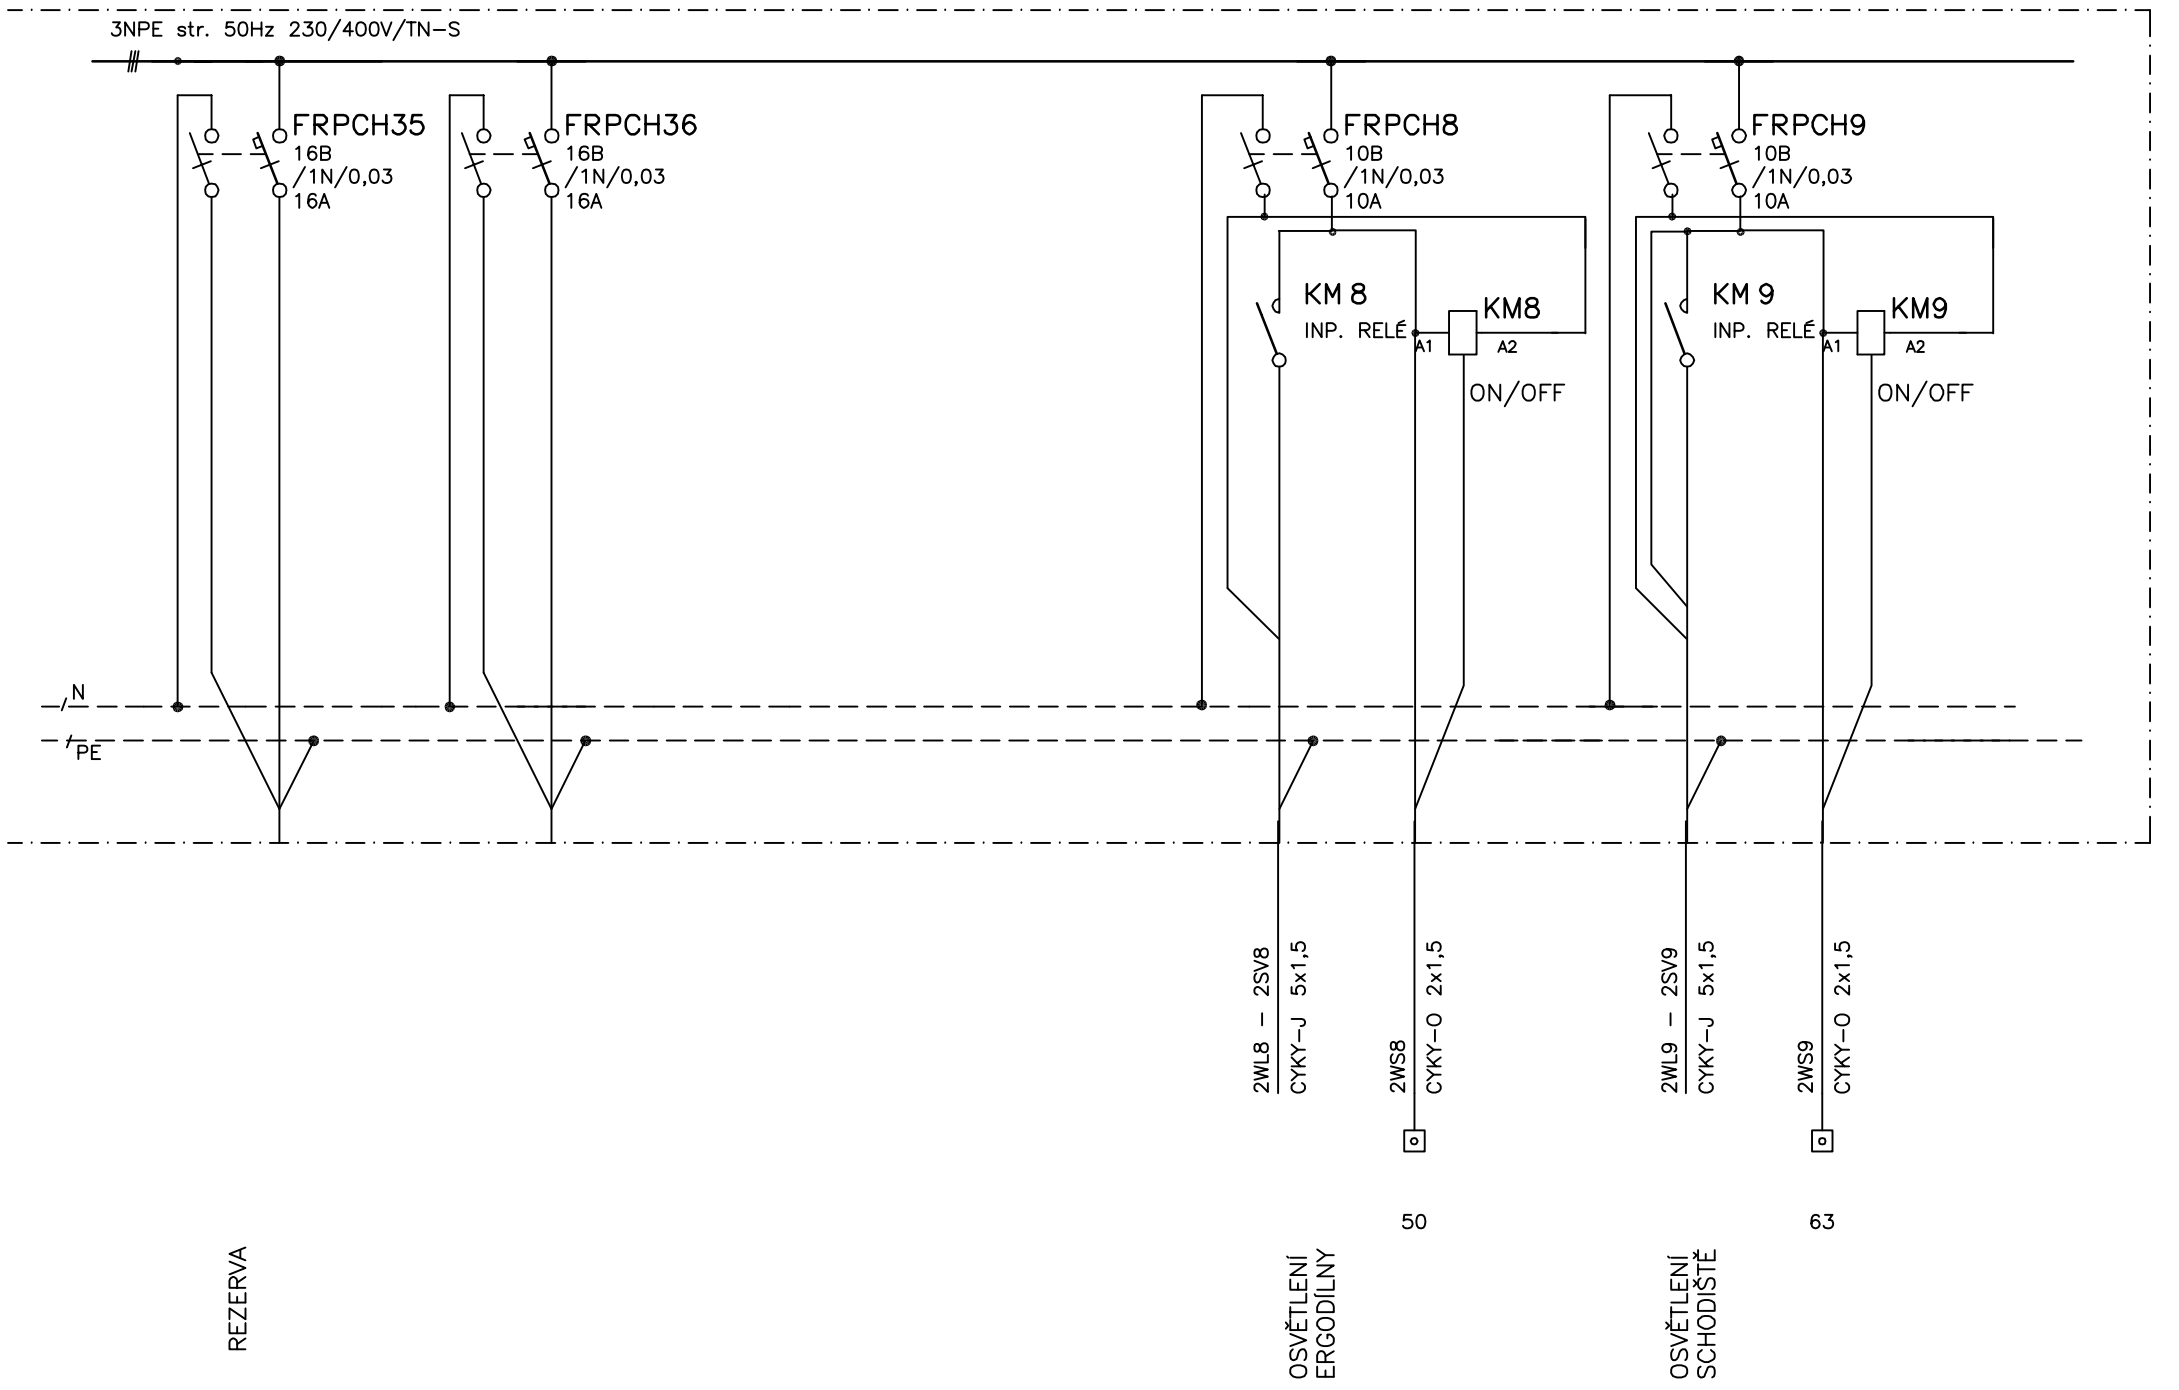 3NPE str. 50Hz 230/400V/TN-S
FRPCH35
16B
/1N/0,03
16A
FRPCH36
16B
/1N/0,03
16A
FRPCH8
10B
/1N/0,03
10A
FRPCH9
10B
/1N/0,03
10A
KM 8
INP. RELÉ
KM8
A1
A2
ON/OFF
KM 9
INP. RELÉ
KM9
A1
A2
ON/OFF
N
PE
2WL8 - 2SV8
CYKY-J 5x1,5
2WS8
CYKY-O 2x1,5
2WL9 - 2SV9
CYKY-J 5x1,5
2WS9
CYKY-O 2x1,5
50
63
REZERVA
OSVĚTLENÍ
ERGODÍLNY
OSVĚTLENÍ
SCHODIŠTĚ